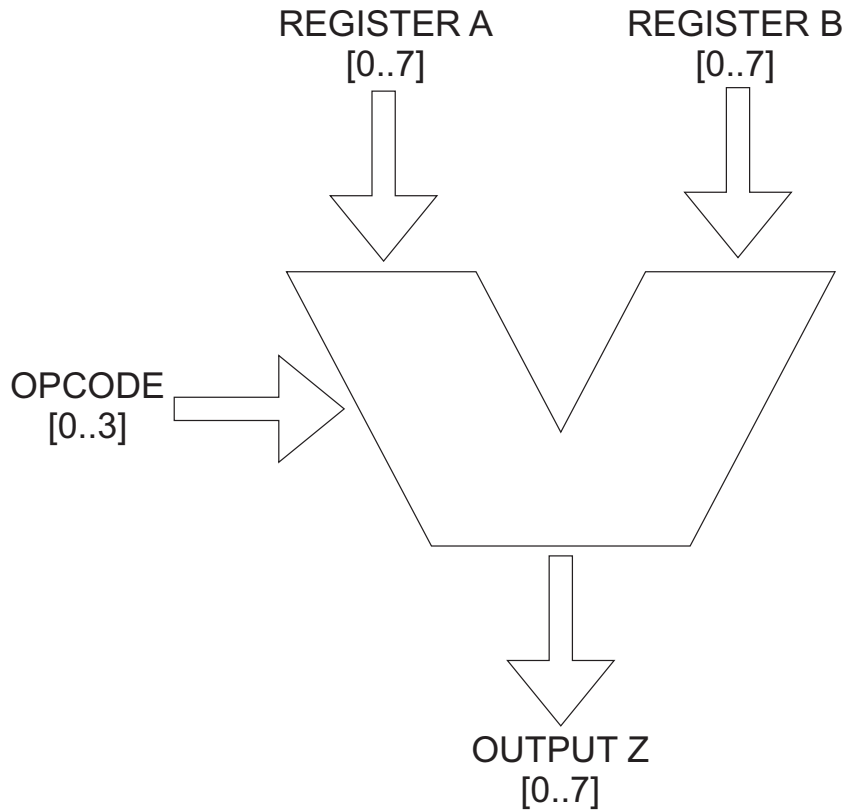 REGISTER A
[0..7]
REGISTER B
[0..7]
OPCODE
[0..3]
OUTPUT Z
[0..7]